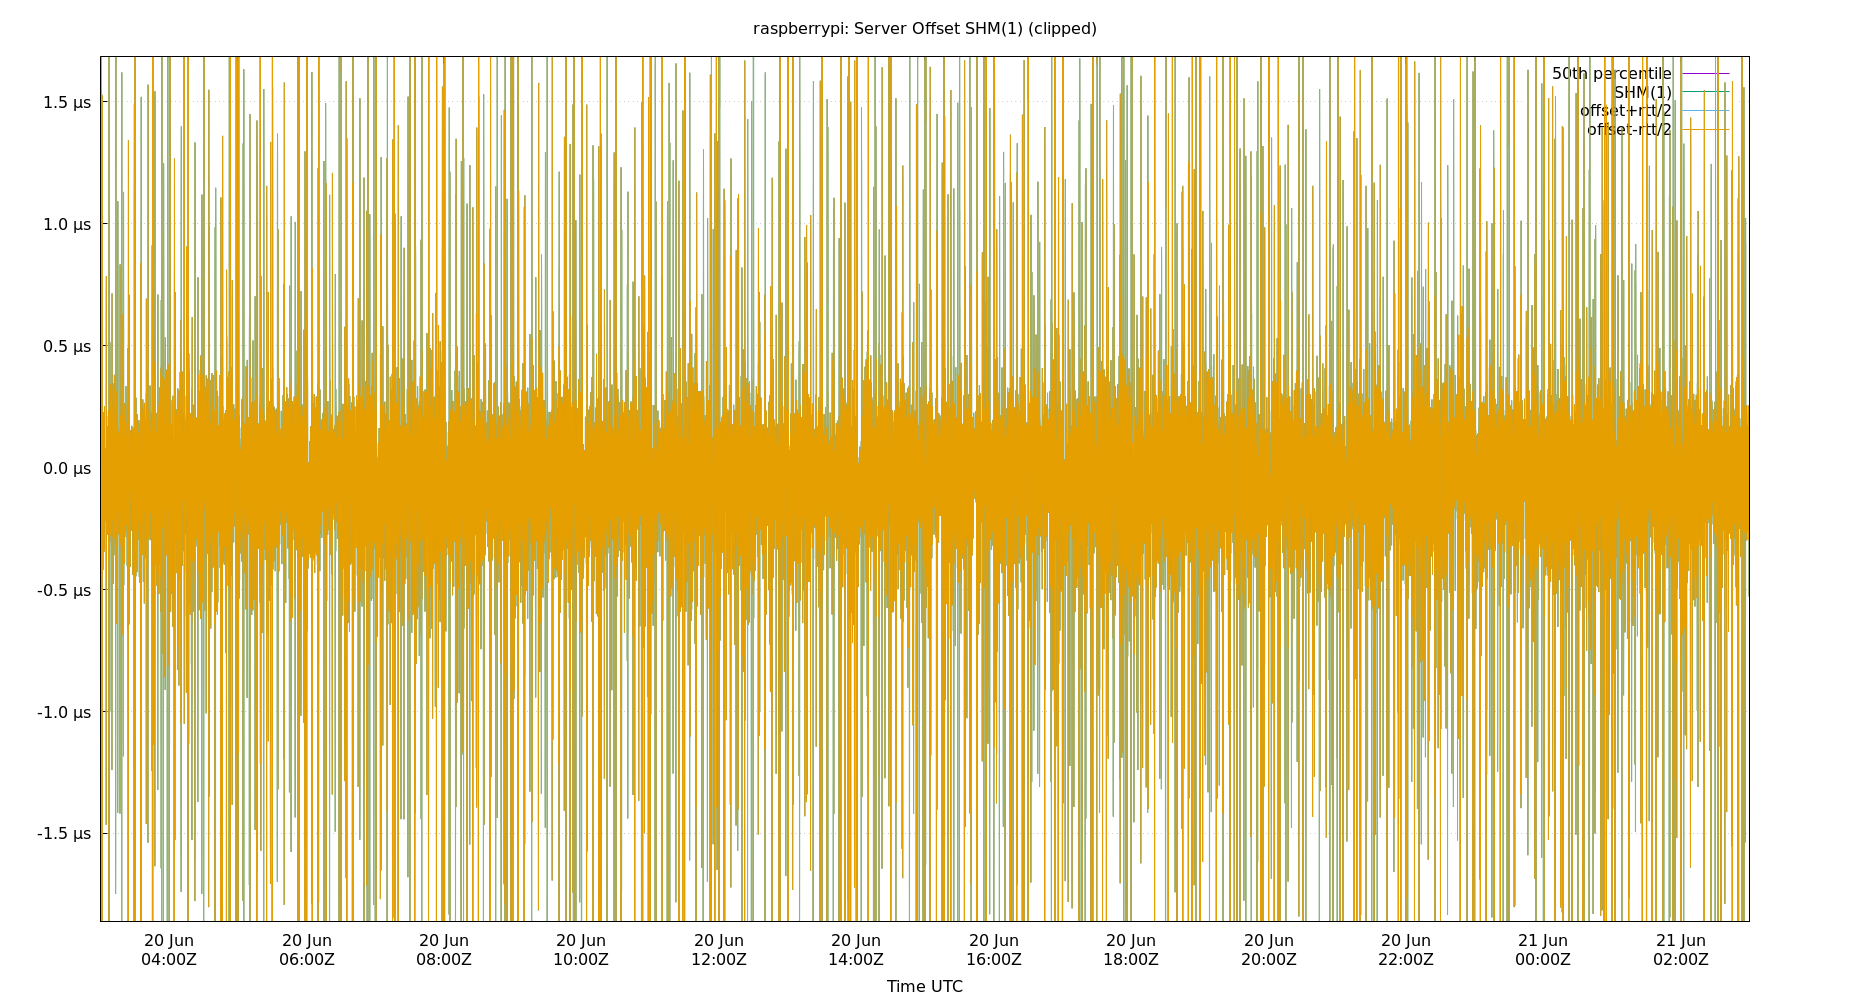 raspberrypi: Server Offset SHM(1) (clipped)
50th percentile
SHM(1)
offset+rtt/2
offset-rtt/2
1.5 µs
1.0 µs
0.5 µs
0.0 µs
-0.5 µs
-1.0 µs
-1.5 µs
20 Jun 20 Jun 20 Jun 20 Jun 20 Jun 20 Jun 20 Jun 20 Jun 20 Jun 20 Jun 21 Jun 21 Jun
04:00Z 06:00Z 08:00Z 10:00Z 12:00Z 14:00Z 16:00Z 18:00Z 20:00Z 22:00Z 00:00Z 02:00Z
Time UTC